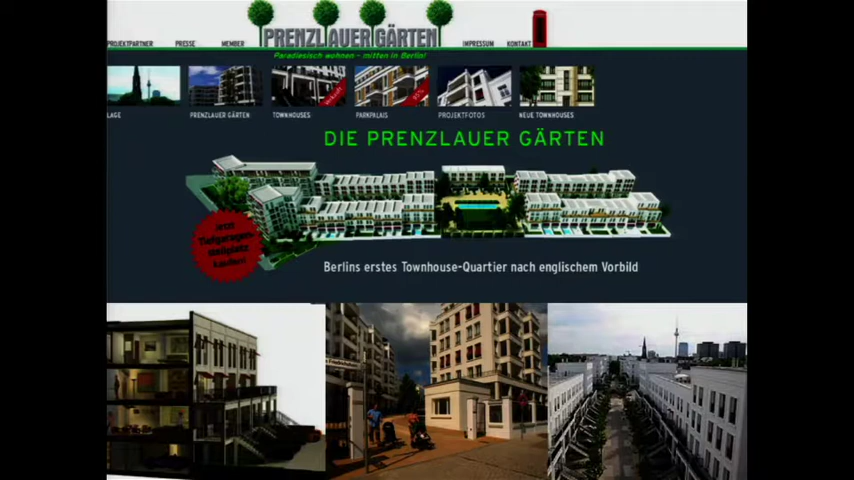 PRENZLAUER GÄRTEN
PROJEKTPARTNER PRESSE MEMBER IMPRESSUM KONTAKT
Paradiesisch wohnen – mitten in Berlin!
LAGE PRENZLAUER GÄRTEN TOWNHOUSES PARKPALAIS PROJEKTFOTOS NEUE TOWNHOUSES
DIE PRENZLAUER GÄRTEN
Jetzt
Tiefgaragen-
stellplatz
kaufen!
Berlins erstes Townhouse-Quartier nach englischem Vorbild